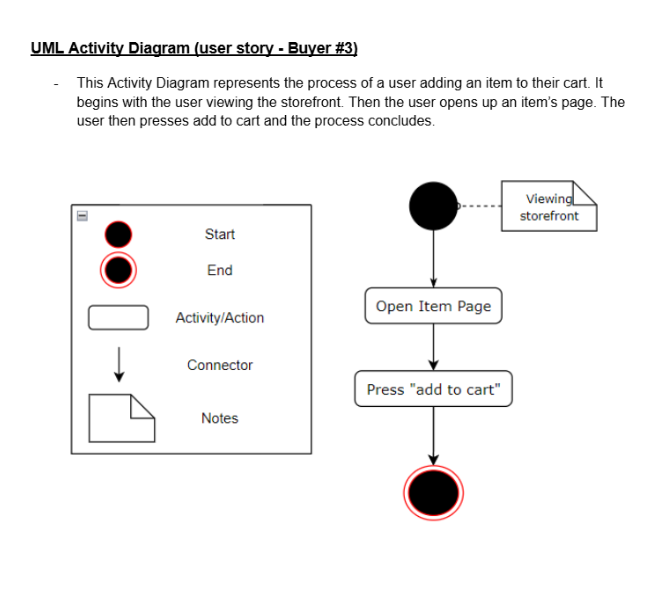 UML Activity Diagram (user story - Buyer #3)
- This Activity Diagram represents the process of a user adding an item to their cart. It
begins with the user viewing the storefront. Then the user opens up an item's page. The
user then presses add to cart and the process concludes.
Start
End
Activity/Action
Connector
Notes
Viewing
storefront
Open Item Page
Press "add to cart"